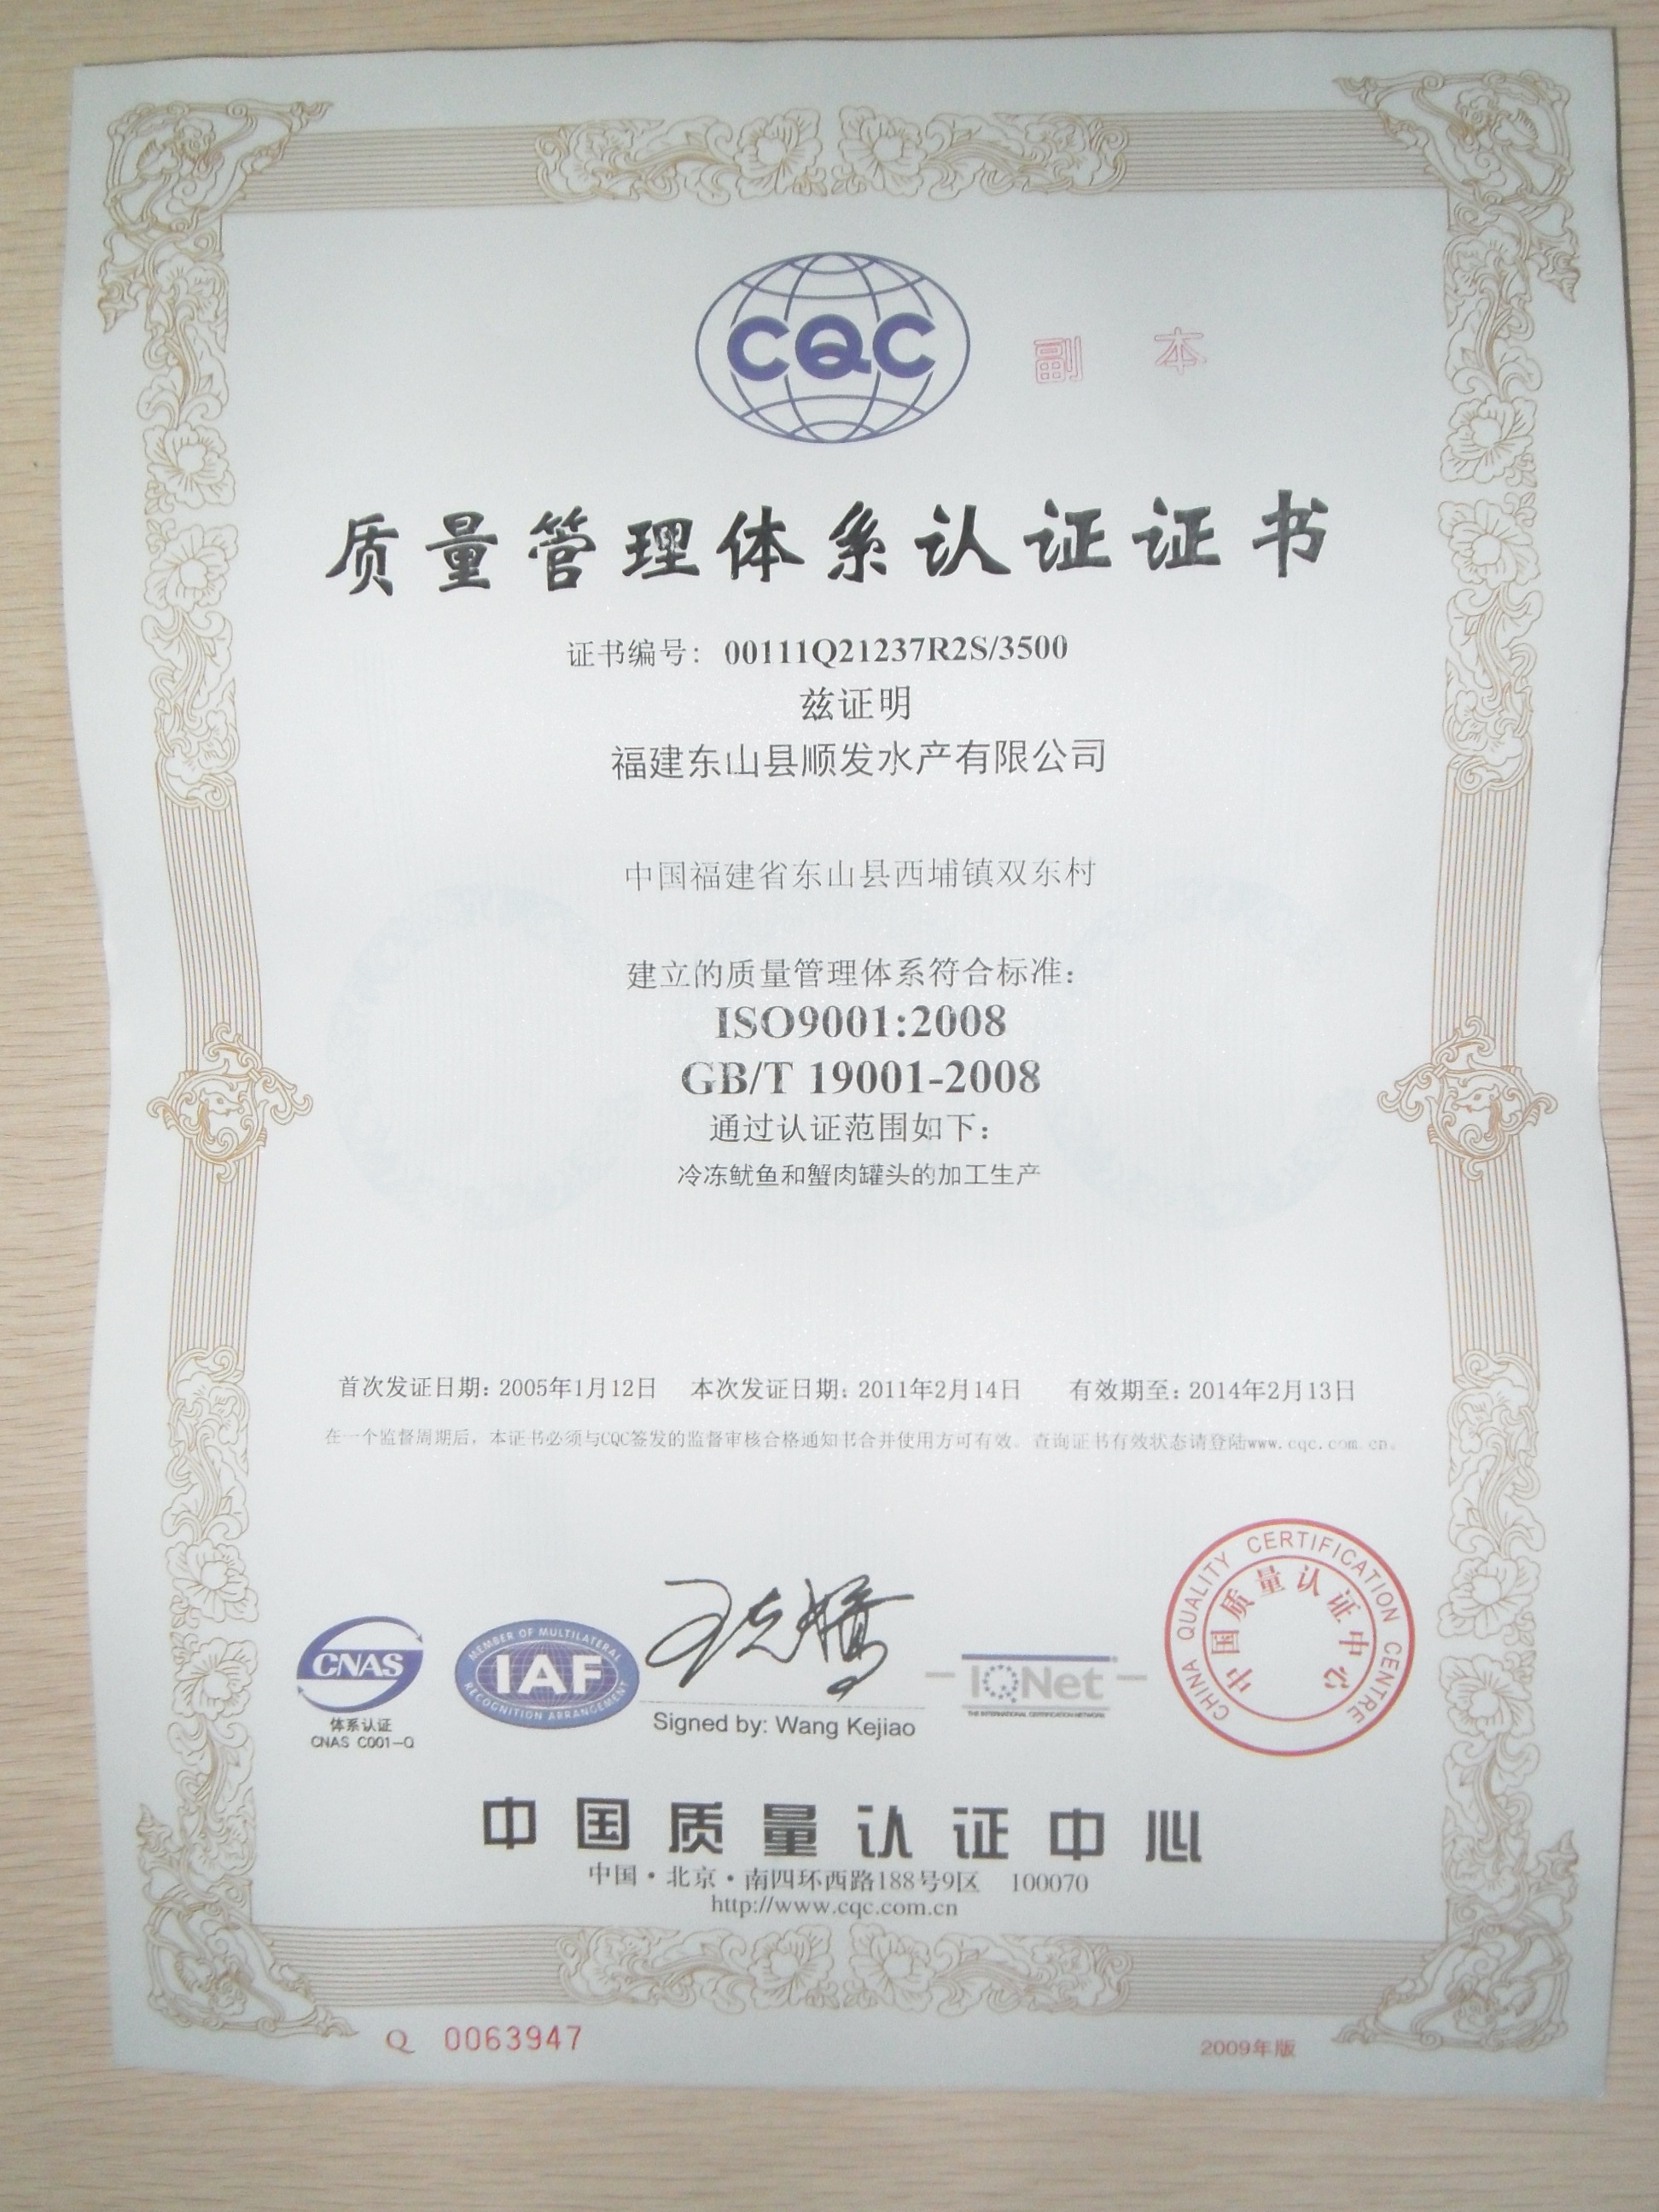 CQC
副 本
质量管理体系认证证书
证书编号: 00111Q21237R2S/3500
兹证明
福建东山县顺发水产有限公司
中国福建省东山县西埔镇双东村
建立的质量管理体系符合标准:
ISO9001:2008
GB/T 19001-2008
通过认证范围如下:
冷冻鱿鱼和蟹肉罐头的加工生产
首次发证日期: 2005年1月12日 本次发证日期: 2011年2月14日 有效期至: 2014年2月13日
在一个监督周期后, 本证书必须与CQC签发的监督审核合格通知书合并使用方可有效。查询证书有效状态请登陆www.cqc.com.cn。
CNAS
体系认证
CNAS C001-Q
MEMBER OF MULTILATERAL
IAF
RECOGNITION ARRANGEMENT
Signed by: Wang Kejiao
IQNet
THE INTERNATIONAL CERTIFICATION NETWORK
CHINA QUALITY CERTIFICATION CENTRE
中国质量认证中心
中国质量认证中心
中国·北京·南四环西路188号9区 100070
http://www.cqc.com.cn
Q 0063947
2009年版